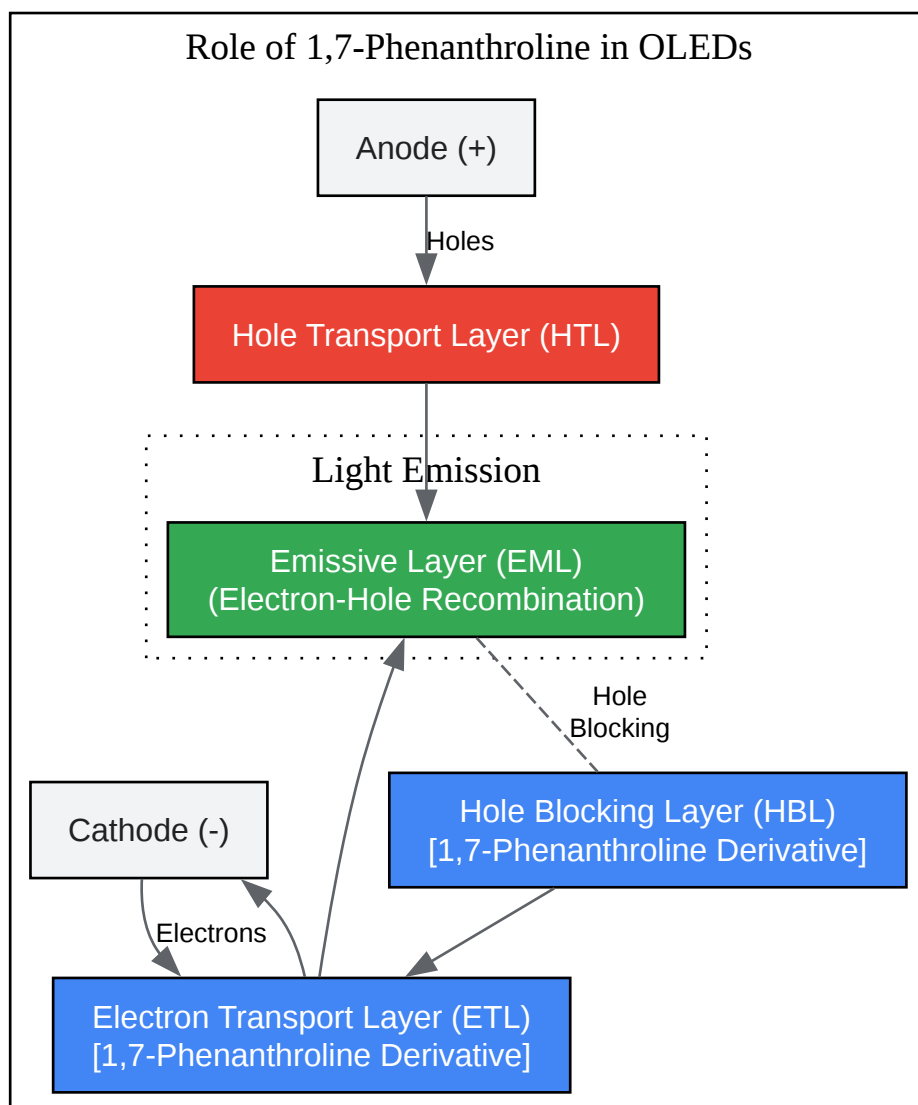 Role of 1,7-Phenanthroline in OLEDs
Anode (+)
Holes
Hole Transport Layer (HTL)
Light Emission
Emissive Layer (EML)
(Electron-Hole Recombination)
Hole
Blocking
Hole Blocking Layer (HBL)
[1,7-Phenanthroline Derivative]
Cathode (-)
Electrons
Electron Transport Layer (ETL)
[1,7-Phenanthroline Derivative]